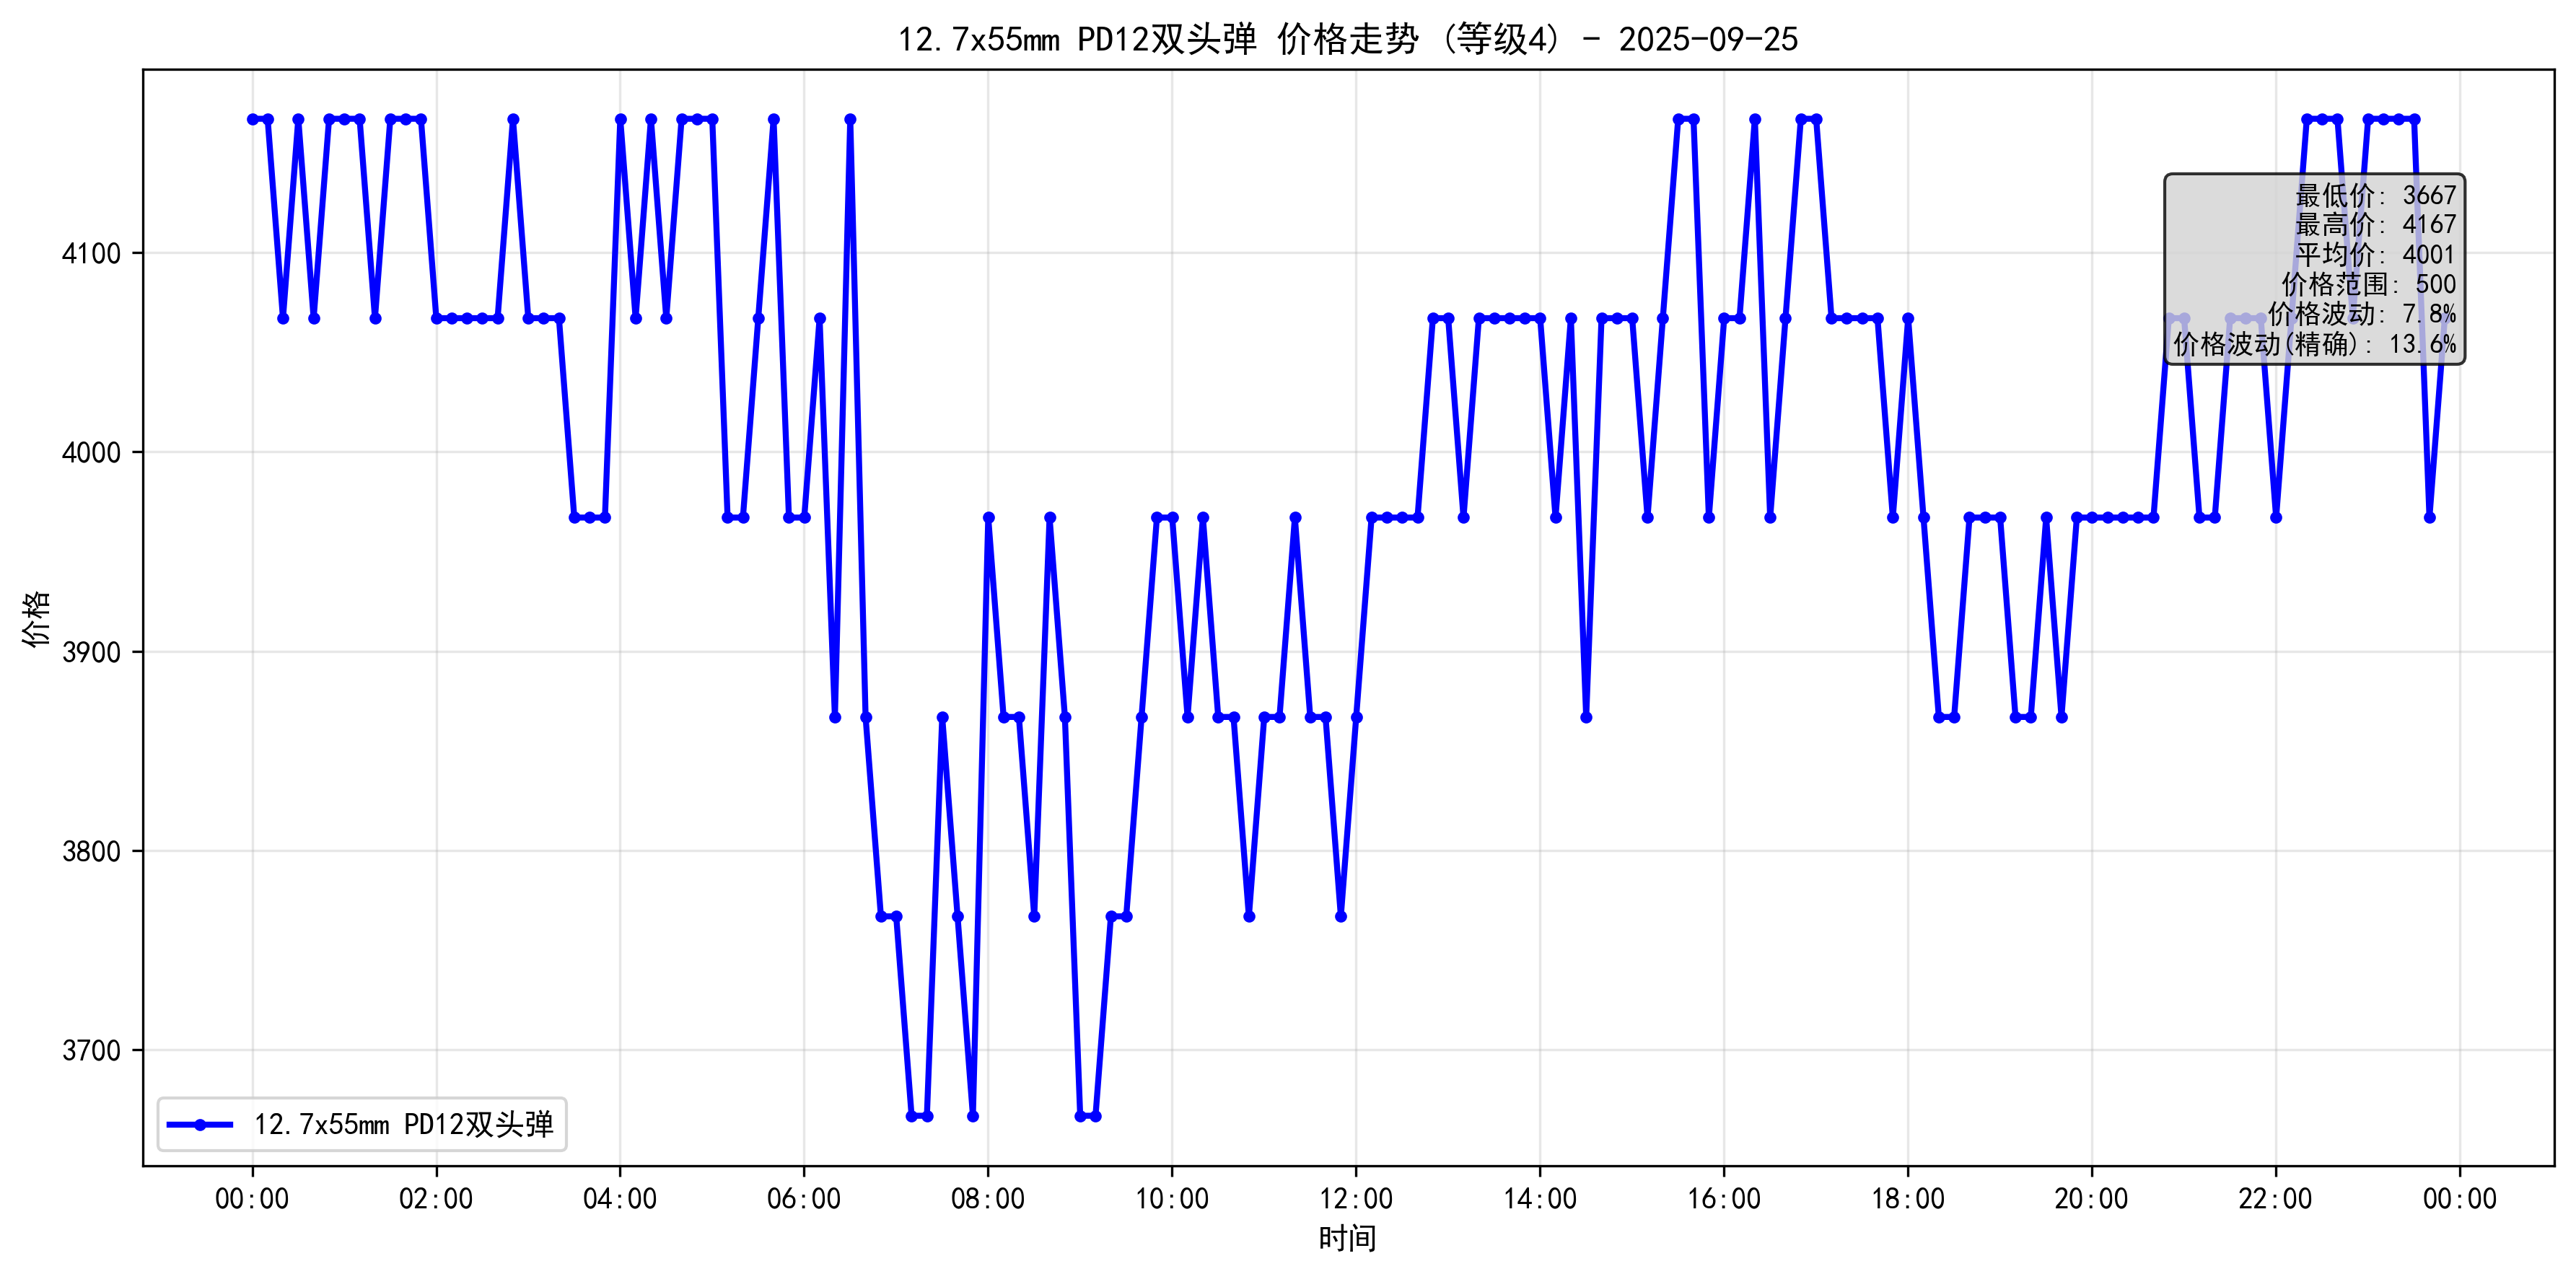 12.7x55mm PD12双头弹 价格走势 (等级4) - 2025-09-25
最低价: 3667
最高价: 4167
平均价: 4001
价格范围: 500
价格波动: 7.8%
价格波动(精确): 13.6%
4100
4000
3900
3800
3700
价格
12.7x55mm PD12双头弹
00:00 02:00 04:00 06:00 08:00 10:00 12:00 14:00 16:00 18:00 20:00 22:00 00:00
时间